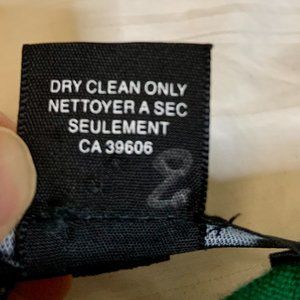 DRY CLEAN ONLY
NETTOYER A SEC
SEULEMENT
CA 39606